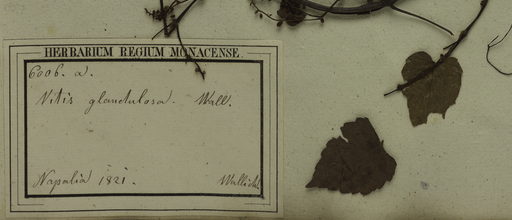 HERBARIUM REGIUM MONACENSE.
6006. a.
Vitis glandulosa. Wall.
Napalia 1821. Wallich